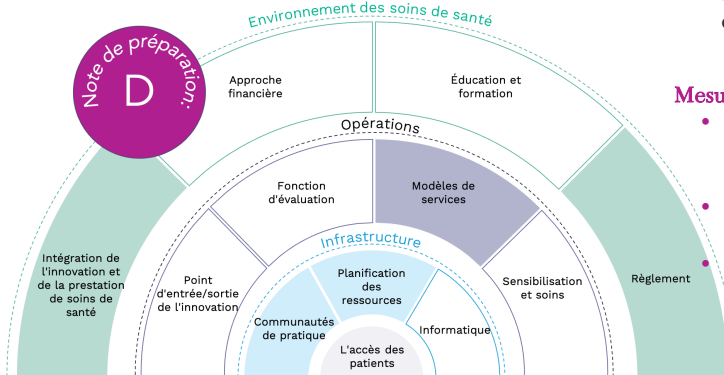 Environnement des soins de santé
Note de préparation:
D
Approche
financière
Éducation et
formation
Mesu
Opérations
Fonction
d'évaluation
Modèles de
services
Infrastructure
Intégration de
l'innovation et
de la prestation
de soins de
santé
Point
d'entrée/sortie
de l'innovation
Planification
des
ressources
Sensibilisation
et soins
Règlement
Communautés
de pratique
Informatique
L'accès des
patients